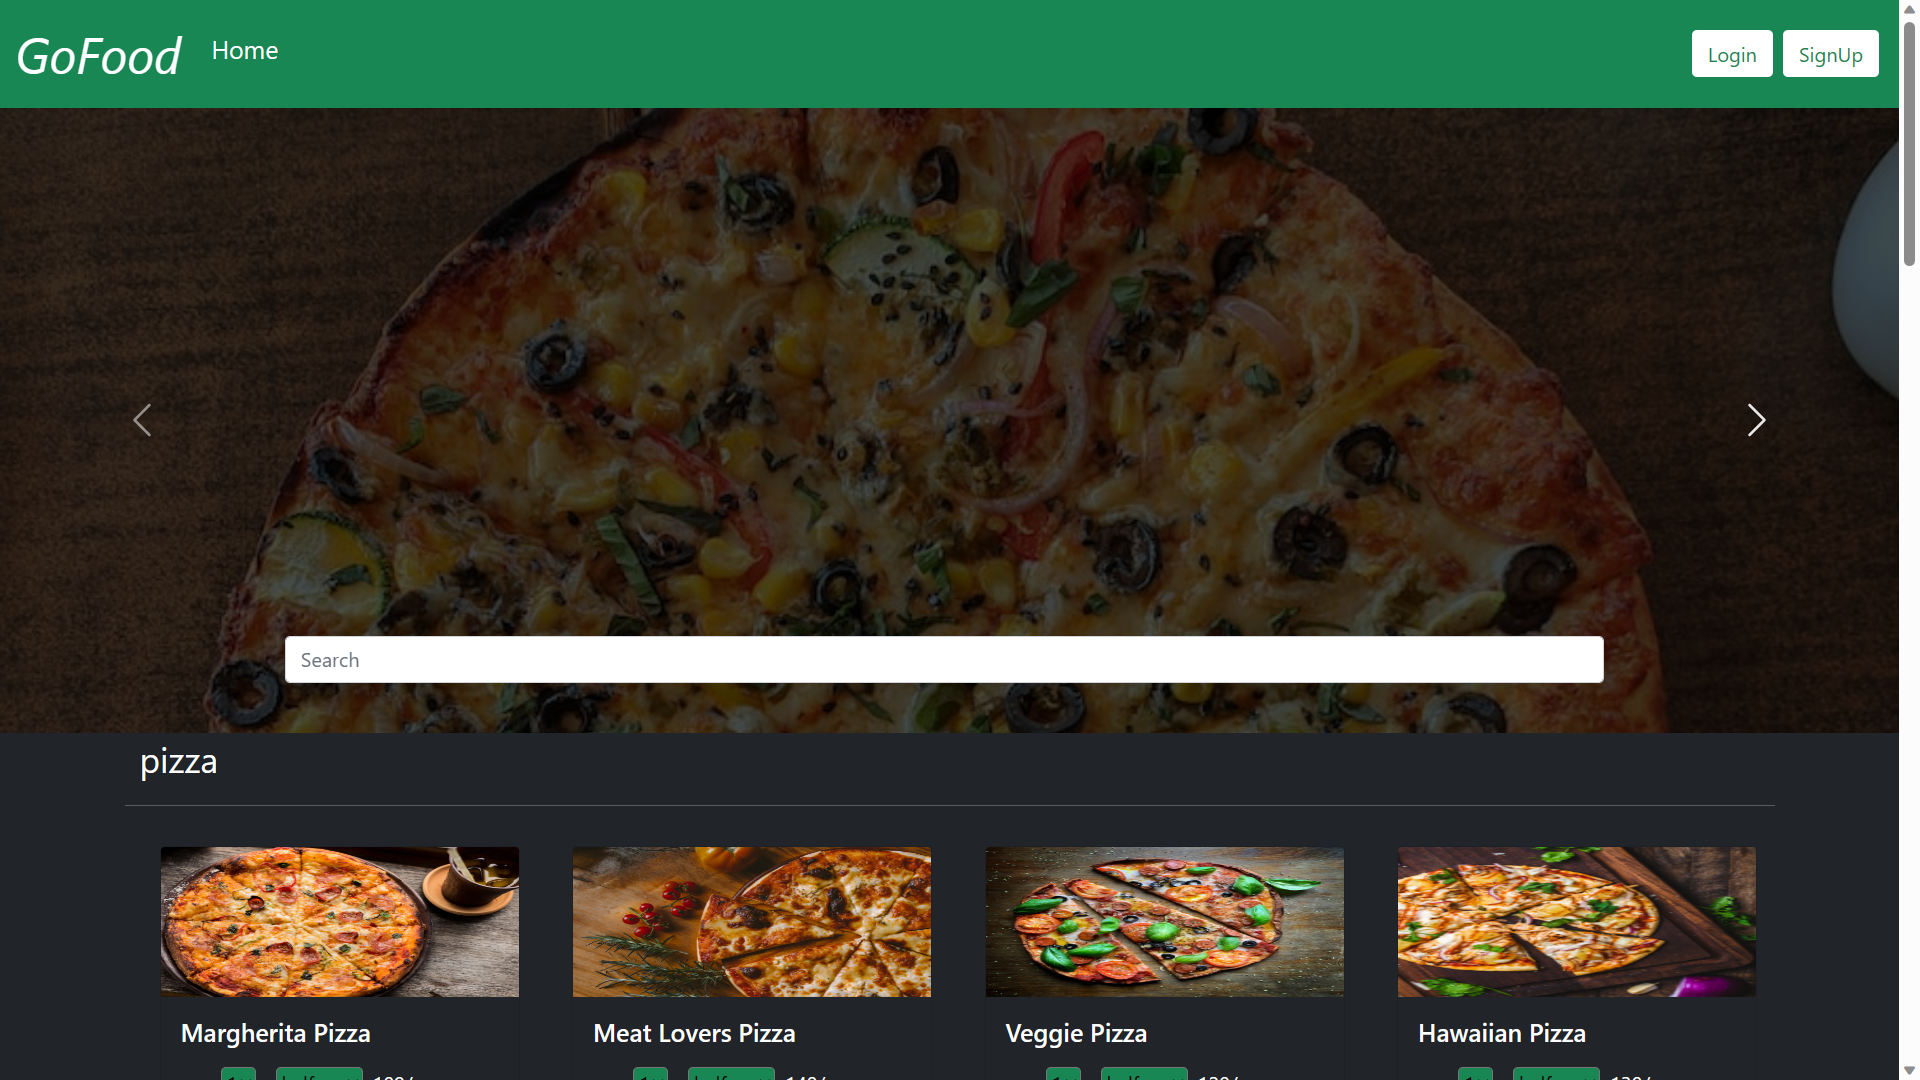 GoFood Home Login SignUp
Search
pizza
Margherita Pizza Meat Lovers Pizza Veggie Pizza Hawaiian Pizza